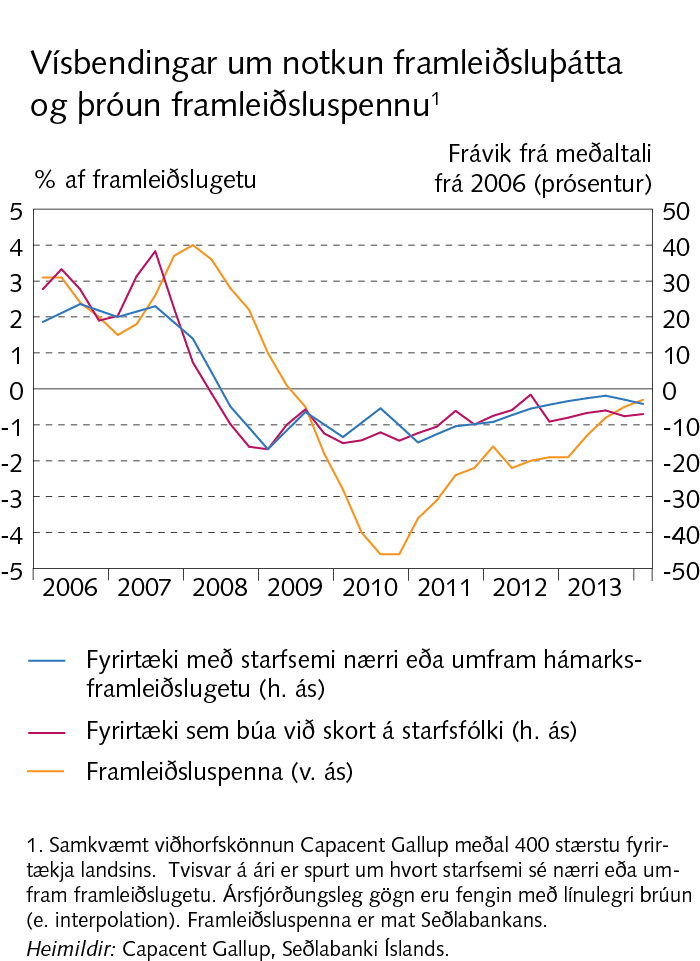 Vísbendingar um notkun framleiðsluþátta
og þróun framleiðsluspennu1
% af framleiðslugetu
Frávik frá meðaltali
frá 2006 (prósentur)
5 50
4 40
3 30
2 20
1 10
0 0
-1 -10
-2 -20
-3 -30
-4 -40
-5 -50
2006 2007 2008 2009 2010 2011 2012 2013
Fyrirtæki með starfsemi nærri eða umfram hámarks-
framleiðslugetu (h. ás)
Fyrirtæki sem búa við skort á starfsfólki (h. ás)
Framleiðsluspenna (v. ás)
1. Samkvæmt viðhorfskönnun Capacent Gallup meðal 400 stærstu fyrir-
tækja landsins. Tvisvar á ári er spurt um hvort starfsemi sé nærri eða um-
fram framleiðslugetu. Ársfjórðungsleg gögn eru fengin með línulegri brúun
(e. interpolation). Framleiðsluspenna er mat Seðlabankans.
Heimildir: Capacent Gallup, Seðlabanki Íslands.